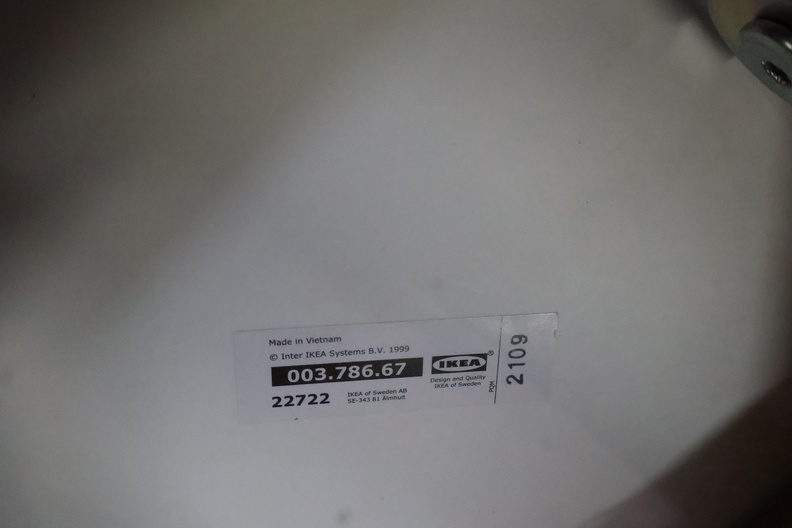 Made in Vietnam
© Inter IKEA Systems B.V. 1999
003.786.67
22722
IKEA of Sweden AB
SE-343 81 Älmhult
IKEA®
Design and Quality
IKEA of Sweden
PQM
2109